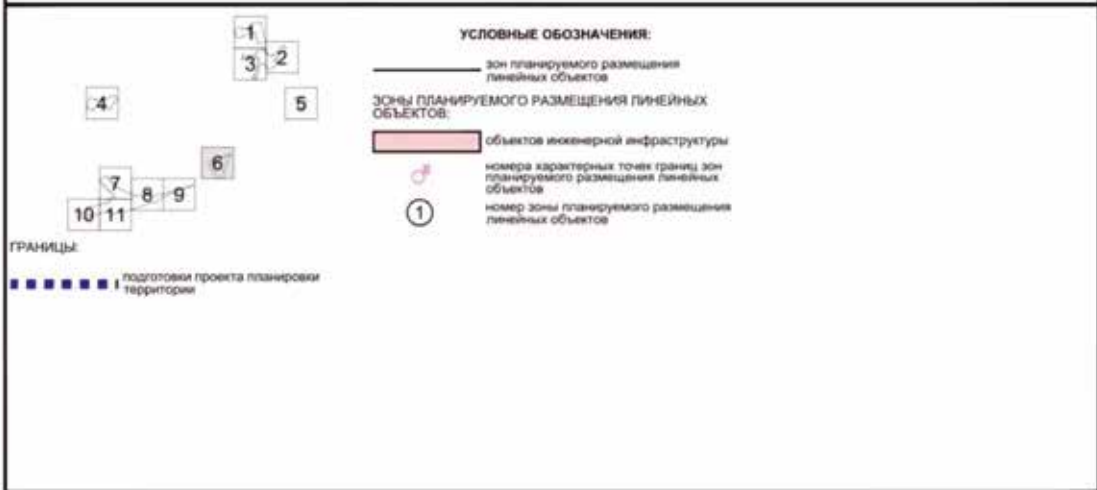 1
2
3
4
5
6
7
8
9
10
11
ГРАНИЦЫ:
подготовки проекта планировки
территории
УСЛОВНЫЕ ОБОЗНАЧЕНИЯ:
зон планируемого размещения
линейных объектов
ЗОНЫ ПЛАНИРУЕМОГО РАЗМЕЩЕНИЯ ЛИНЕЙНЫХ
ОБЪЕКТОВ:
объектов инженерной инфраструктуры
номера характерных точек границ зон
планируемого размещения линейных
объектов
1
номер зоны планируемого размещения
линейных объектов